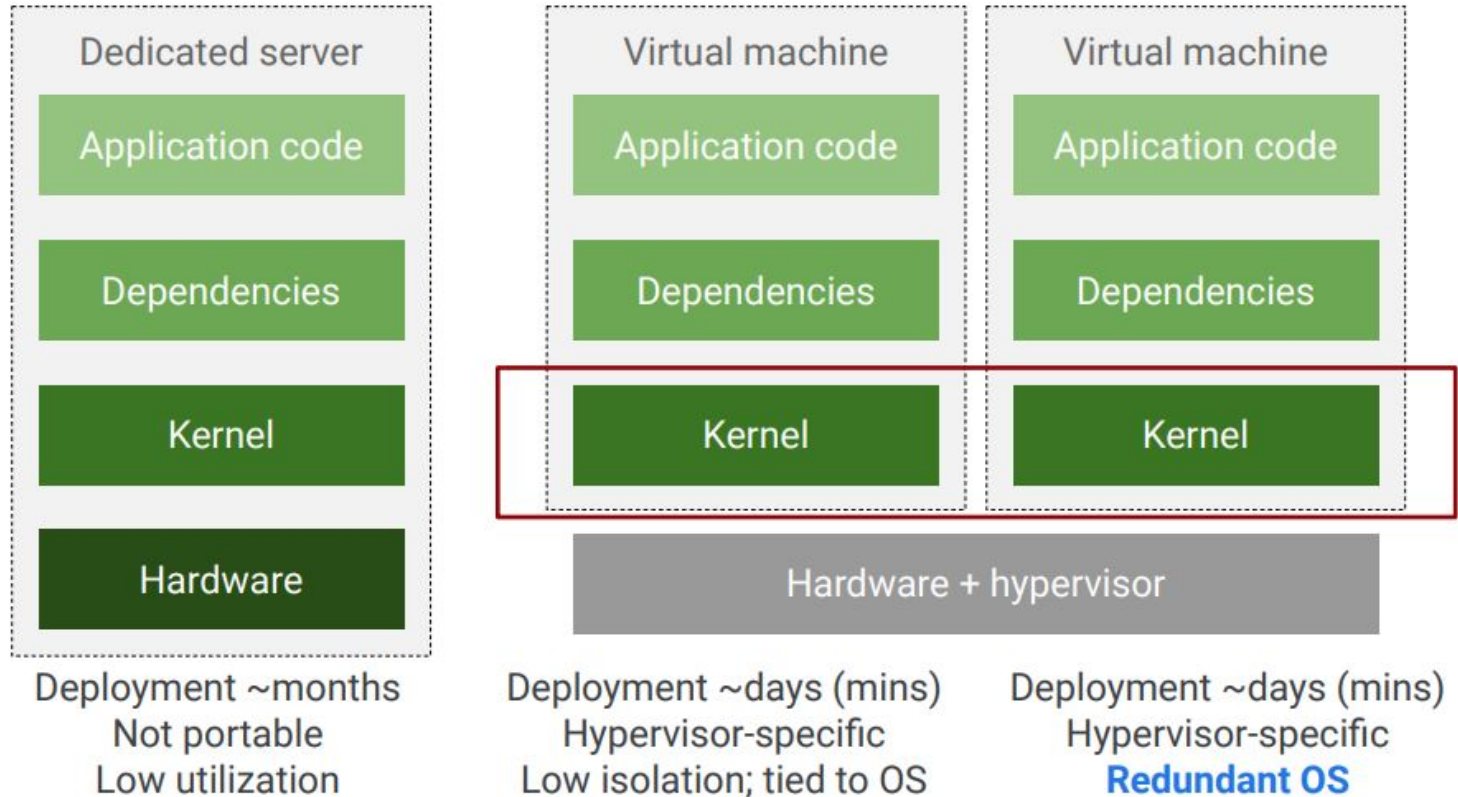 Dedicated server
Application code
Dependencies
Kernel
Hardware
Deployment ~months
Not portable
Low utilization
Virtual machine
Application code
Dependencies
Kernel
Virtual machine
Application code
Dependencies
Kernel
Hardware + hypervisor
Deployment ~days (mins)
Hypervisor-specific
Low isolation; tied to OS
Deployment ~days (mins)
Hypervisor-specific
Redundant OS